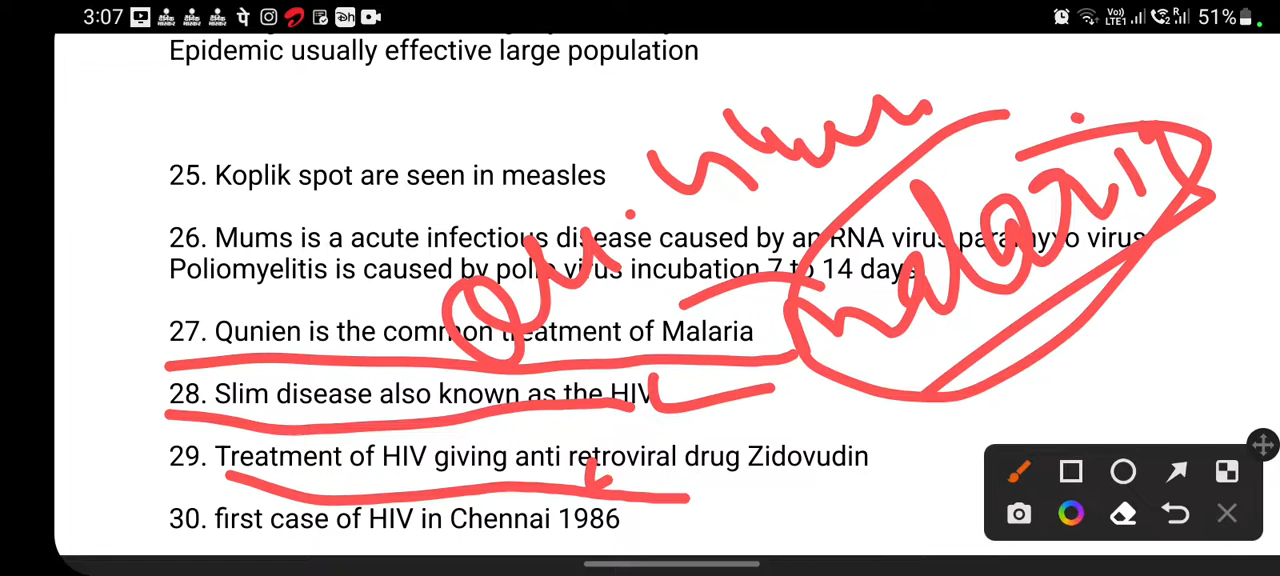 3:07 51%
Epidemic usually effective large population
25. Koplik spot are seen in measles
26. Mums is a acute infectious disease caused by an RNA virus paramyxo virus
Poliomyelitis is caused by polio virus incubation 7 to 14 days
27. Qunien is the common treatment of Malaria
28. Slim disease also known as the HIV
29. Treatment of HIV giving anti retroviral drug Zidovudin
30. first case of HIV in Chennai 1986
malaria